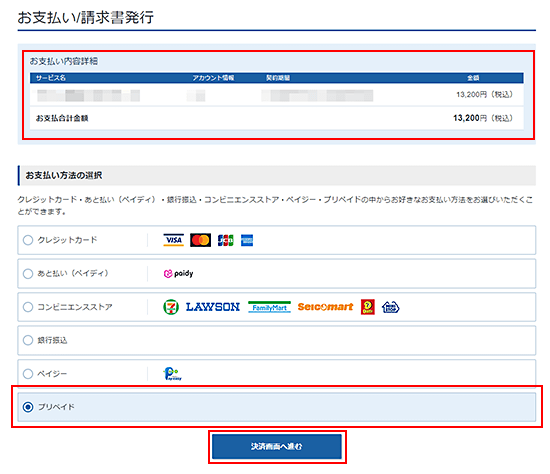 お支払い/請求書発行
お支払い内容詳細
サービス名 アカウント情報 契約期間 金額
13,200円（税込）
お支払合計金額 13,200円（税込）
お支払い方法の選択
クレジットカード・あと払い（ペイディ）・銀行振込・コンビニエンスストア・ペイジー・プリペイドの中からお好きなお支払い方法をお選びいただくこ
とができます。
クレジットカード VISA mastercard JCB
あと払い（ペイディ） paidy
コンビニエンスストア 7 LAWSON FamilyMart Seicomart
銀行振込
ペイジー Pay-easy
プリペイド
決済画面へ進む